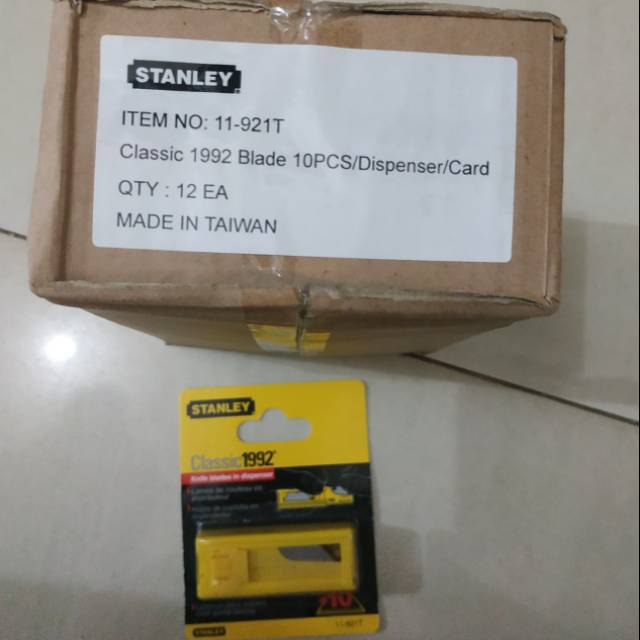 STANLEY
ITEM NO: 11-921T
Classic 1992 Blade 10PCS/Dispenser/Card
QTY : 12 EA
MADE IN TAIWAN
STANLEY
Classic1992
Knife blades in dispenser
10
11-921T
STANLEY